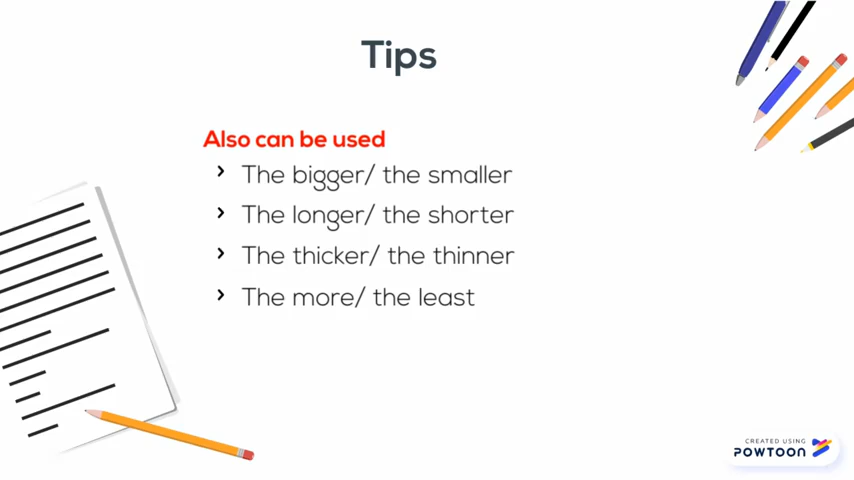 Tips
Also can be used
The bigger/ the smaller
The longer/ the shorter
The thicker/ the thinner
The more/ the least
CREATED USING
POWTOON